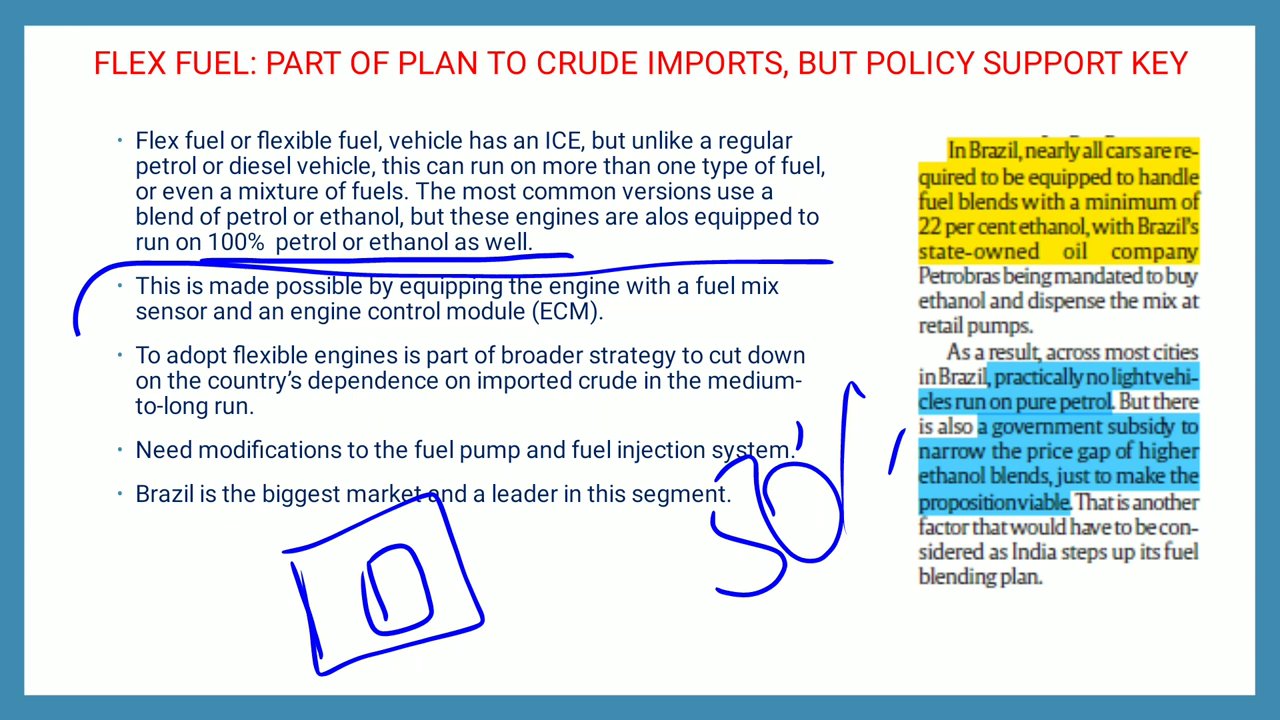 FLEX FUEL: PART OF PLAN TO CRUDE IMPORTS, BUT POLICY SUPPORT KEY
• Flex fuel or flexible fuel, vehicle has an ICE, but unlike a regular
petrol or diesel vehicle, this can run on more than one type of fuel,
or even a mixture of fuels. The most common versions use a
blend of petrol or ethanol, but these engines are alos equipped to
run on 100% petrol or ethanol as well.
• This is made possible by equipping the engine with a fuel mix
sensor and an engine control module (ECM).
• To adopt flexible engines is part of broader strategy to cut down
on the country's dependence on imported crude in the medium-
to-long run.
• Need modifications to the fuel pump and fuel injection system.
• Brazil is the biggest market and a leader in this segment.
In Brazil, nearly all cars are re-
quired to be equipped to handle
fuel blends with a minimum of
22 per cent ethanol, with Brazil's
state-owned oil company
Petrobras being mandated to buy
ethanol and dispense the mix at
retail pumps.
As a result, across most cities
in Brazil, practically no light vehi-
cles run on pure petrol. But there
is also a government subsidy to
narrow the price gap of higher
ethanol blends, just to make the
proposition viable. That is another
factor that would have to be con-
sidered as India steps up its fuel
blending plan.